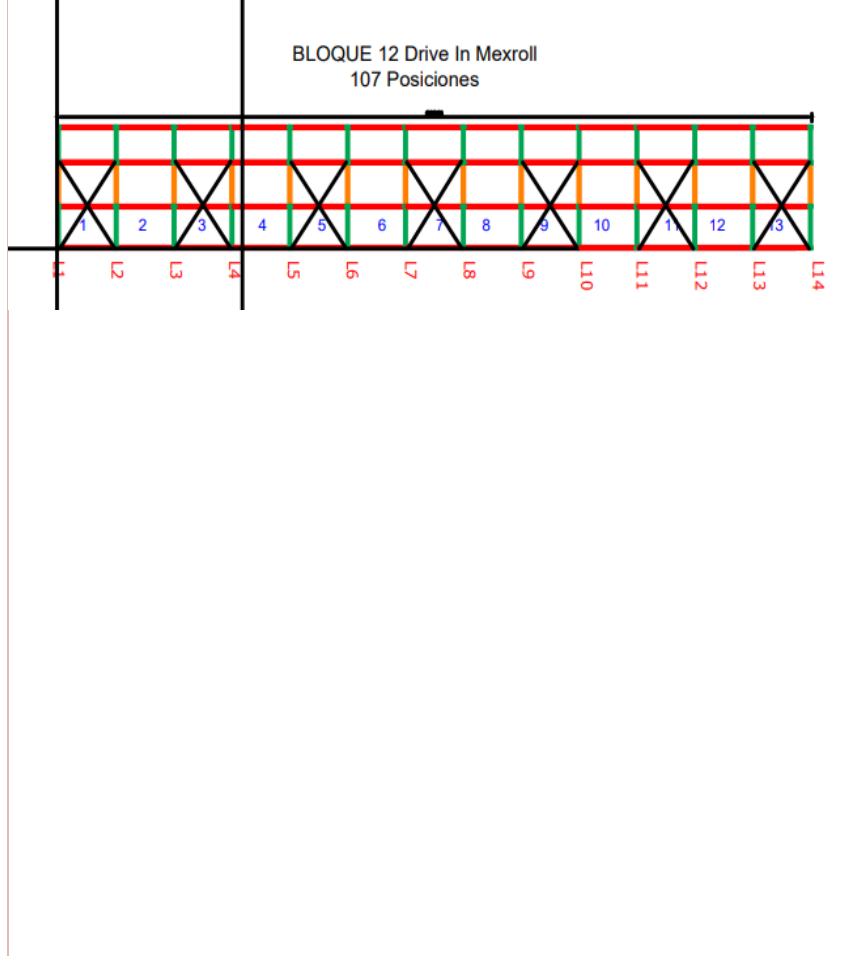 BLOQUE 12 Drive In Mexroll
107 Posiciones
1 2 3 4 5 6 7 8 9 10 11 12 13
L1 L2 L3 L4 L5 L6 L7 L8 L9 L10 L11 L12 L13 L14